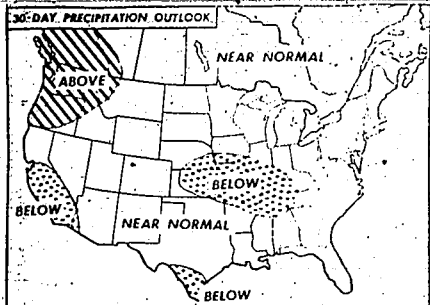 30-DAY PRECIPITATION OUTLOOK
NEAR NORMAL
ABOVE
BELOW
BELOW
NEAR NORMAL
BELOW